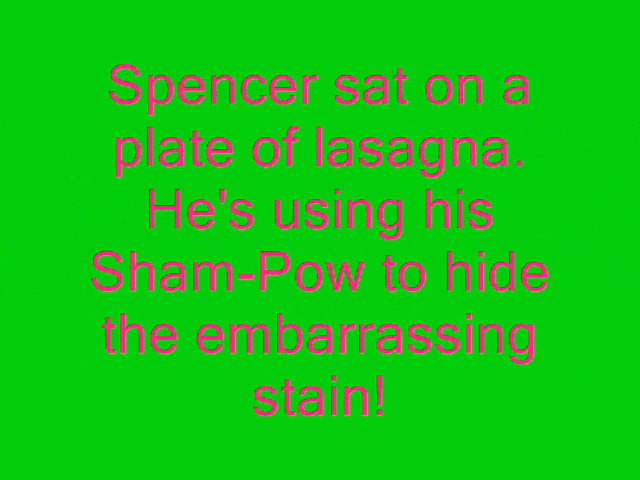 Spencer sat on a
plate of lasagna.
He's using his
Sham-Pow to hide
the embarrassing
stain!